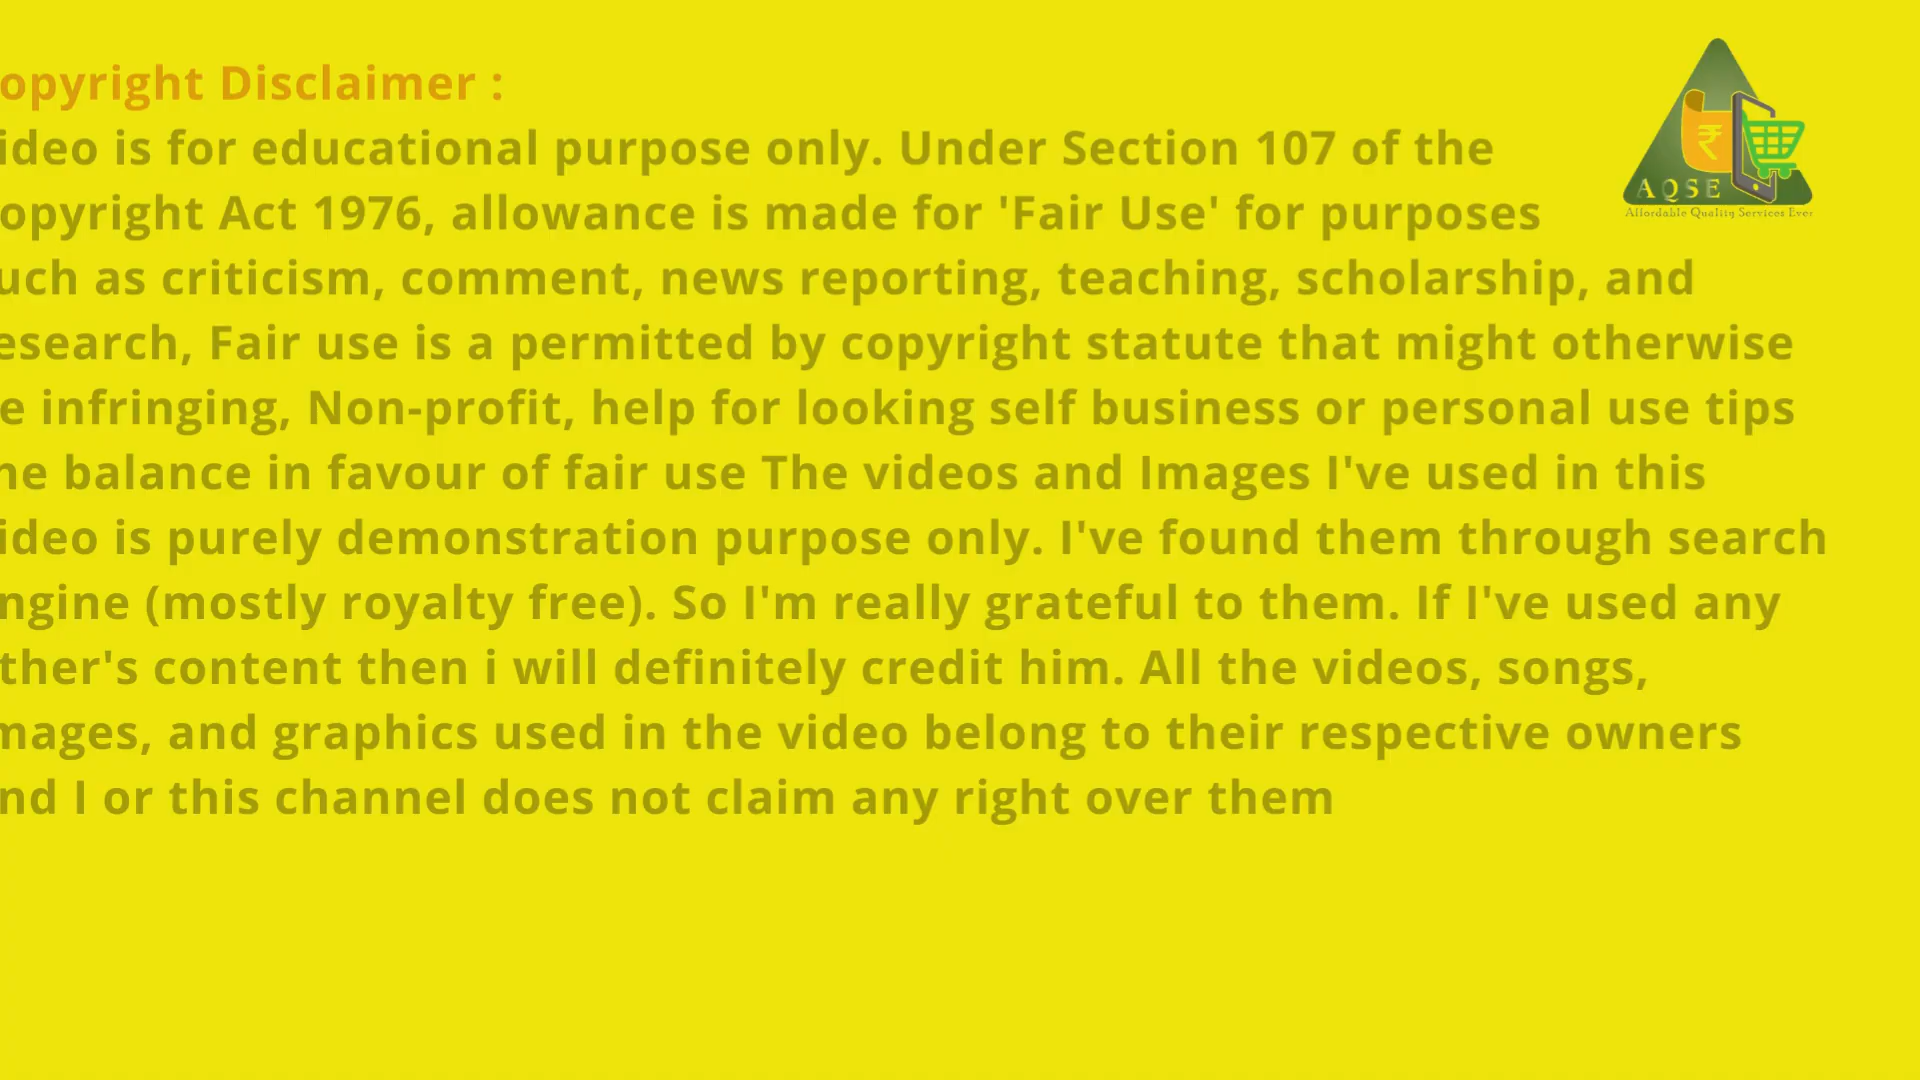 opyright Disclaimer :
ideo is for educational purpose only. Under Section 107 of the
opyright Act 1976, allowance is made for 'Fair Use' for purposes
uch as criticism, comment, news reporting, teaching, scholarship, and
esearch, Fair use is a permitted by copyright statute that might otherwise
e infringing, Non-profit, help for looking self business or personal use tips
he balance in favour of fair use The videos and Images I've used in this
ideo is purely demonstration purpose only. I've found them through search
ngine (mostly royalty free). So I'm really grateful to them. If I've used any
ther's content then i will definitely credit him. All the videos, songs,
mages, and graphics used in the video belong to their respective owners
nd I or this channel does not claim any right over them
₹
AQSE
Affordable Quality Services Ever